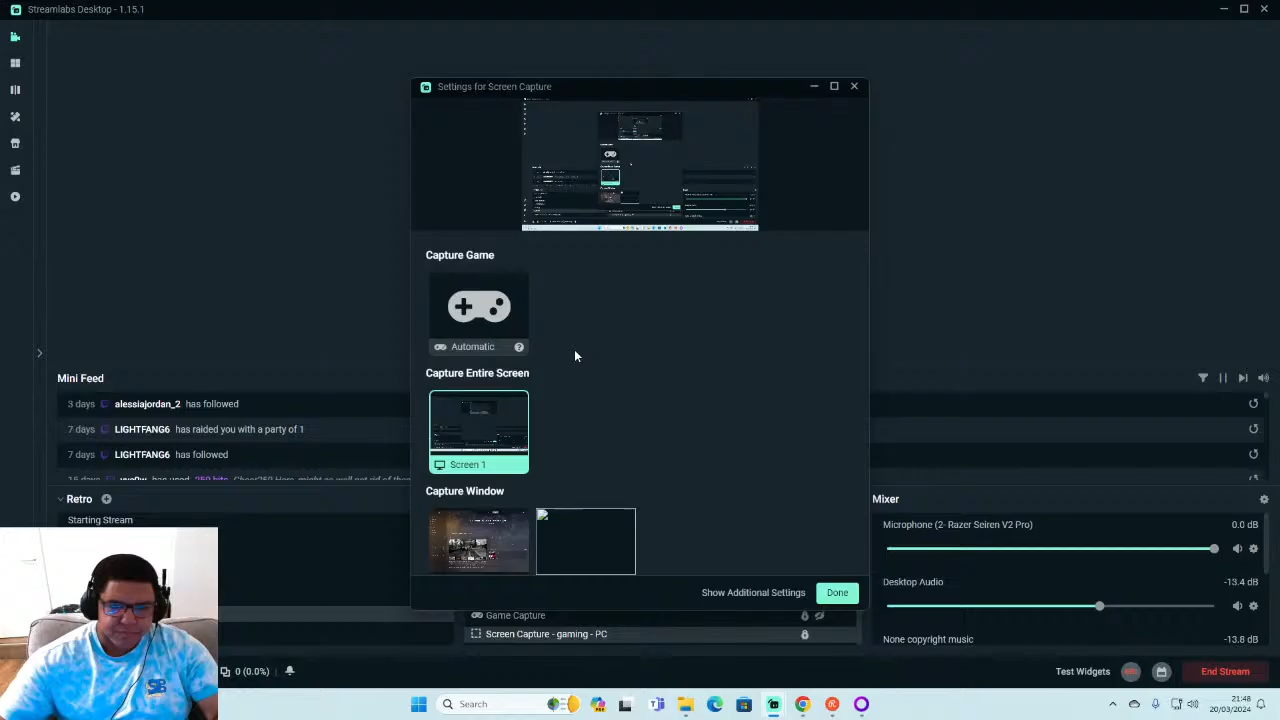 Streamlabs Desktop - 1.15.1
Settings for Screen Capture
Capture Game
Automatic
Capture Entire Screen
Screen 1
Capture Window
Show Additional Settings
Done
Mini Feed
3 days alessiajordan_2 has followed
7 days LIGHTFANG6 has raided you with a party of 1
7 days LIGHTFANG6 has followed
Retro
Starting Stream
Game Capture
Screen Capture - gaming - PC
Mixer
Microphone (2- Razer Seiren V2 Pro) 0.0 dB
Desktop Audio -13.4 dB
None copyright music -13.8 dB
0 (0.0%)
Test Widgets
End Stream
Search
21:48
20/03/2024